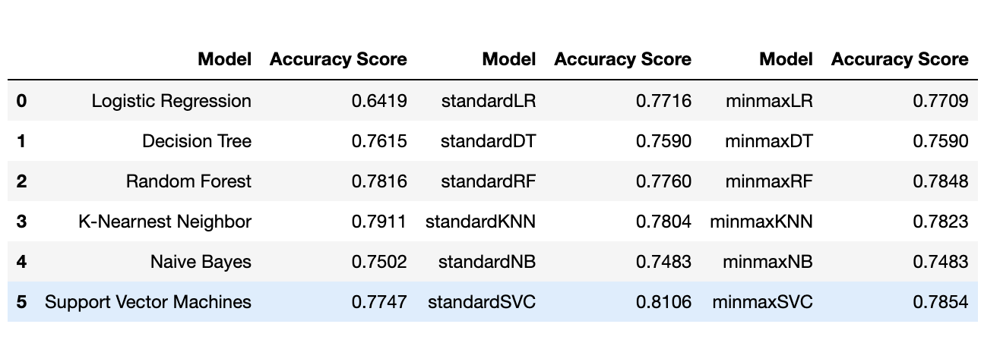 Model Accuracy Score Model Accuracy Score Model Accuracy Score
0 Logistic Regression 0.6419 standardLR 0.7716 minmaxLR 0.7709
1 Decision Tree 0.7615 standardDT 0.7590 minmaxDT 0.7590
2 Random Forest 0.7816 standardRF 0.7760 minmaxRF 0.7848
3 K-Nearnest Neighbor 0.7911 standardKNN 0.7804 minmaxKNN 0.7823
4 Naive Bayes 0.7502 standardNB 0.7483 minmaxNB 0.7483
5 Support Vector Machines 0.7747 standardSVC 0.8106 minmaxSVC 0.7854